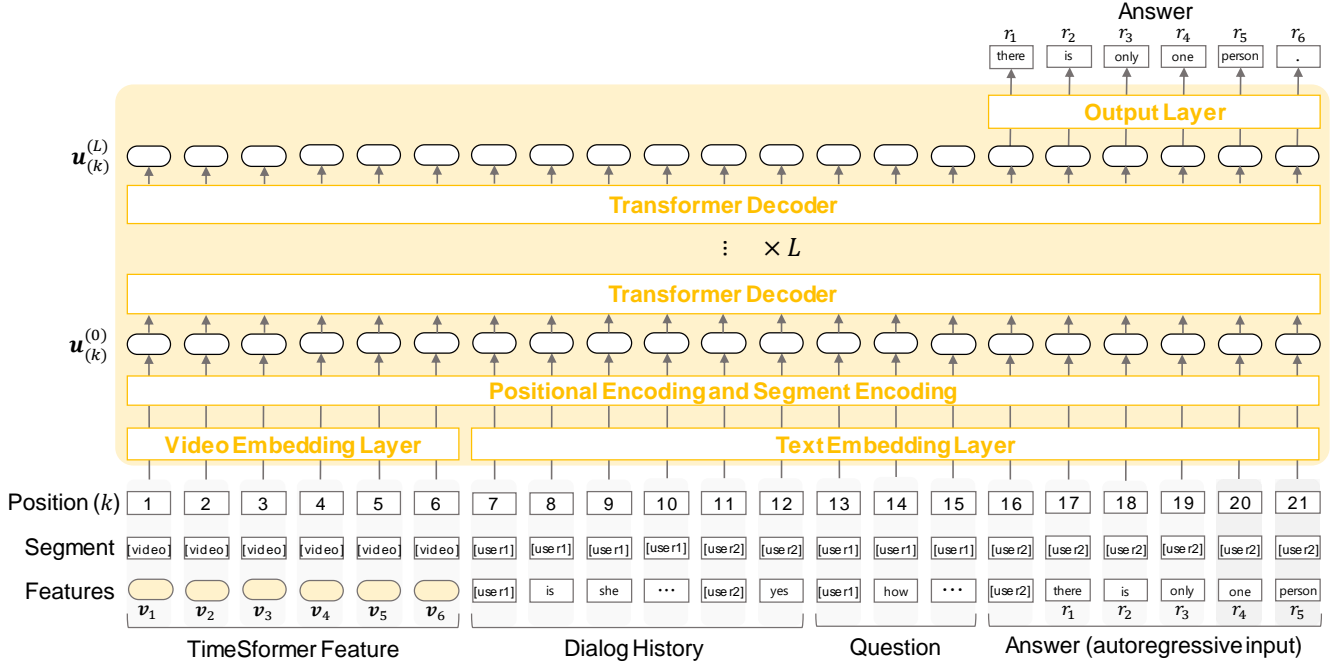 Answer
r1 r2 r3 r4 r5 r6
there is only one person .
Output Layer
u(k)(L)
Transformer Decoder
⋮ × L
Transformer Decoder
u(k)(0)
Positional Encoding and Segment Encoding
Video Embedding Layer Text Embedding Layer
Position (k) 1 2 3 4 5 6 7 8 9 10 11 12 13 14 15 16 17 18 19 20 21
Segment [video] [video] [video] [video] [video] [video] [user1] [user1] [user1] [user1] [user2] [user2] [user1] [user1] [user1] [user2] [user2] [user2] [user2] [user2] [user2]
Features [user1] is she ... [user2] yes [user1] how ... [user2] there is only one person
v1 v2 v3 v4 v5 v6 r1 r2 r3 r4 r5
TimeSformer Feature Dialog History Question Answer (autoregressive input)